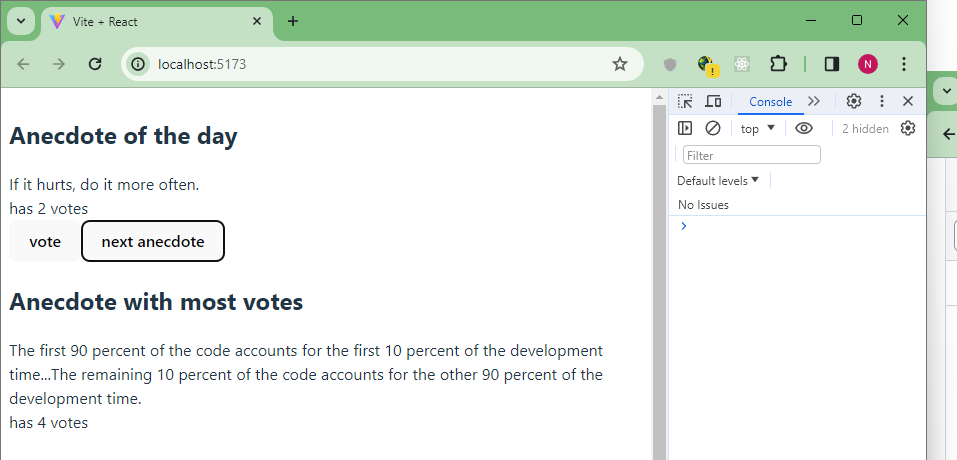 Vite + React
localhost:5173
N
Anecdote of the day
If it hurts, do it more often.
has 2 votes
vote next anecdote
Anecdote with most votes
The first 90 percent of the code accounts for the first 10 percent of the development
time...The remaining 10 percent of the code accounts for the other 90 percent of the
development time.
has 4 votes
Console
top 2 hidden
Filter
Default levels
No Issues